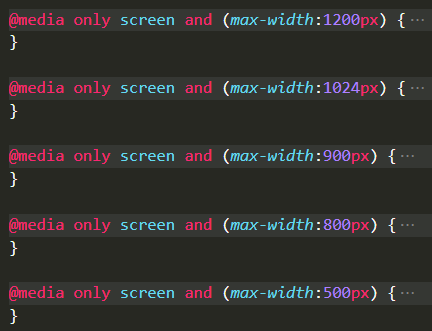 @media only screen and (max-width:1200px) {···
}
@media only screen and (max-width:1024px) {···
}
@media only screen and (max-width:900px) {···
}
@media only screen and (max-width:800px) {···
}
@media only screen and (max-width:500px) {···
}